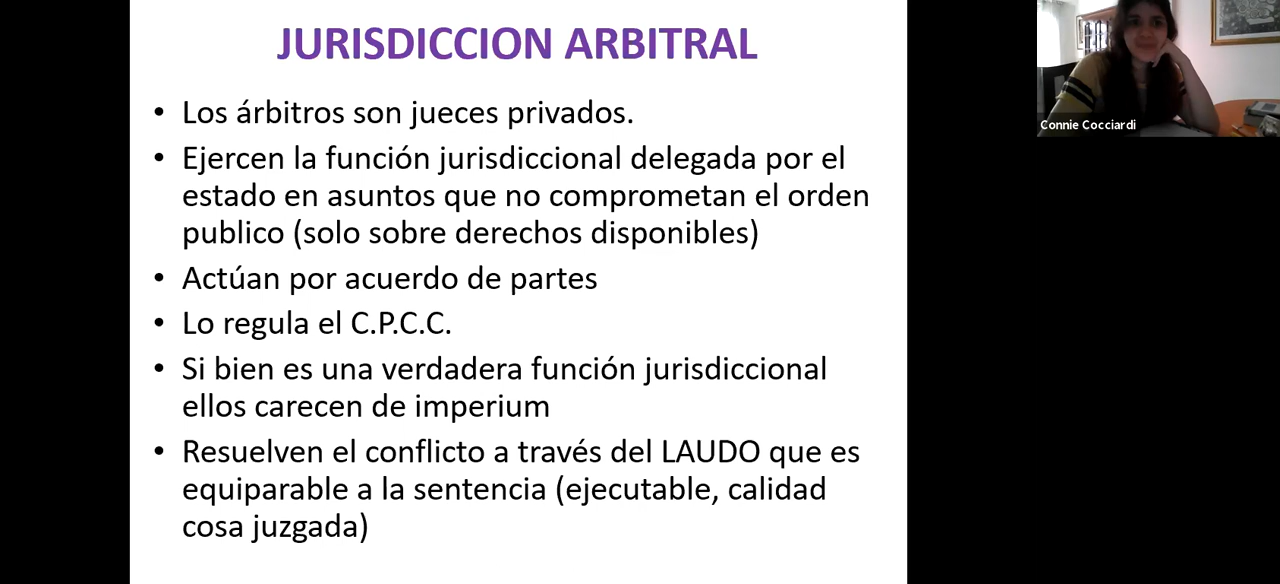 JURISDICCION ARBITRAL
• Los árbitros son jueces privados.
• Ejercen la función jurisdiccional delegada por el
estado en asuntos que no comprometan el orden
publico (solo sobre derechos disponibles)
• Actúan por acuerdo de partes
• Lo regula el C.P.C.C.
• Si bien es una verdadera función jurisdiccional
ellos carecen de imperium
• Resuelven el conflicto a través del LAUDO que es
equiparable a la sentencia (ejecutable, calidad
cosa juzgada)
Connie Cocciardi